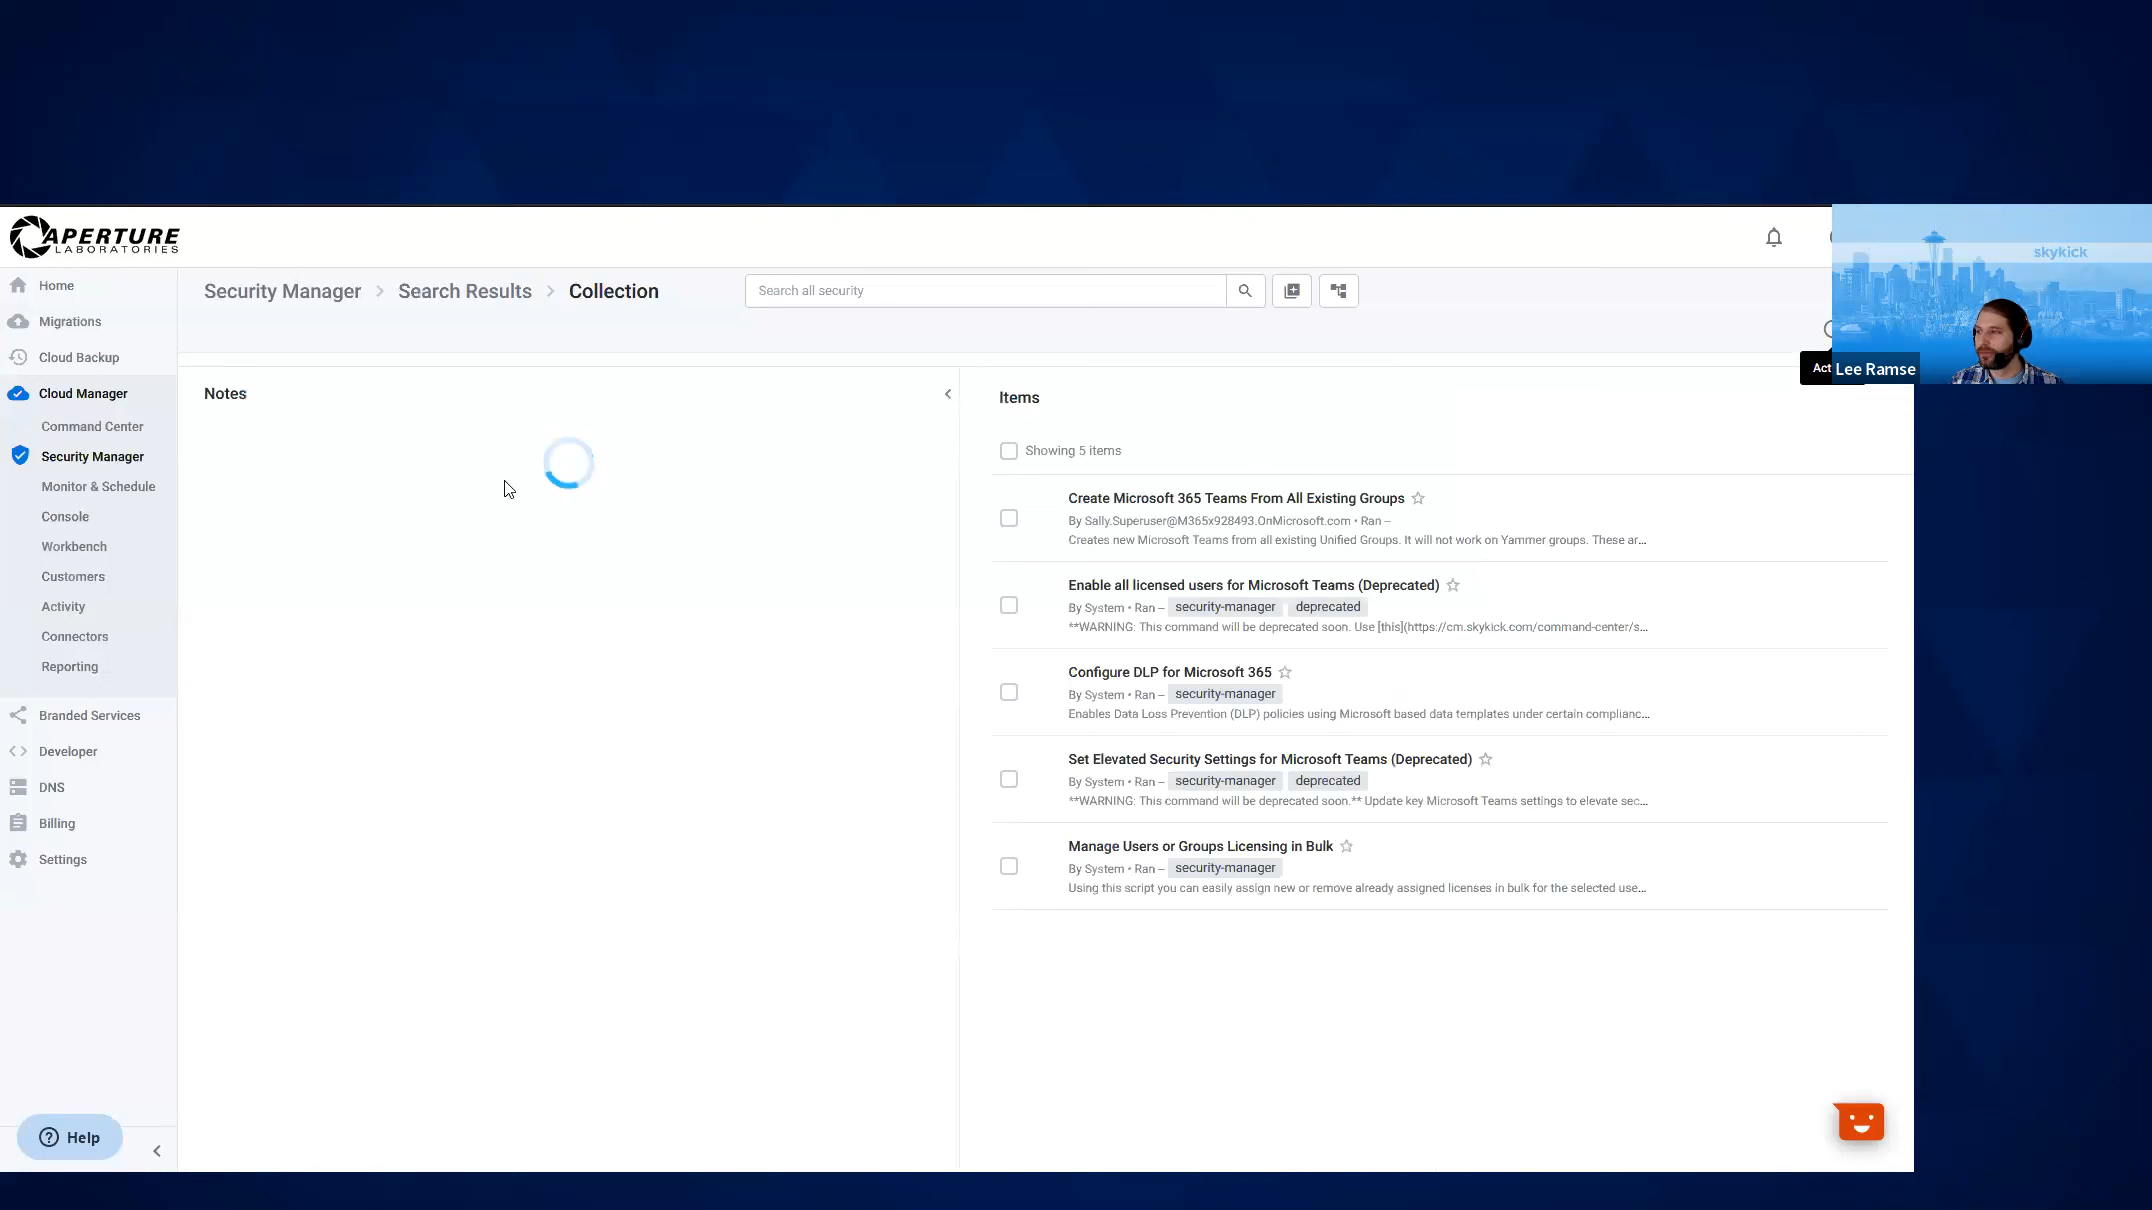 APERTURE
LABORATORIES
skykick
Lee Ramse
Act
Home
Migrations
Cloud Backup
Cloud Manager
Command Center
Security Manager
Monitor & Schedule
Console
Workbench
Customers
Activity
Connectors
Reporting
Branded Services
Developer
DNS
Billing
Settings
Help
Security Manager > Search Results > Collection
Search all security
Notes
Items
Showing 5 items
Create Microsoft 365 Teams From All Existing Groups
By Sally.Superuser@M365x928493.OnMicrosoft.com • Ran –
Creates new Microsoft Teams from all existing Unified Groups. It will not work on Yammer groups. These ar...
Enable all licensed users for Microsoft Teams (Deprecated)
By System • Ran – security-manager deprecated
**WARNING: This command will be deprecated soon. Use [this](https://cm.skykick.com/command-center/s...
Configure DLP for Microsoft 365
By System • Ran – security-manager
Enables Data Loss Prevention (DLP) policies using Microsoft based data templates under certain complianc...
Set Elevated Security Settings for Microsoft Teams (Deprecated)
By System • Ran – security-manager deprecated
**WARNING: This command will be deprecated soon.** Update key Microsoft Teams settings to elevate sec...
Manage Users or Groups Licensing in Bulk
By System • Ran – security-manager
Using this script you can easily assign new or remove already assigned licenses in bulk for the selected use...